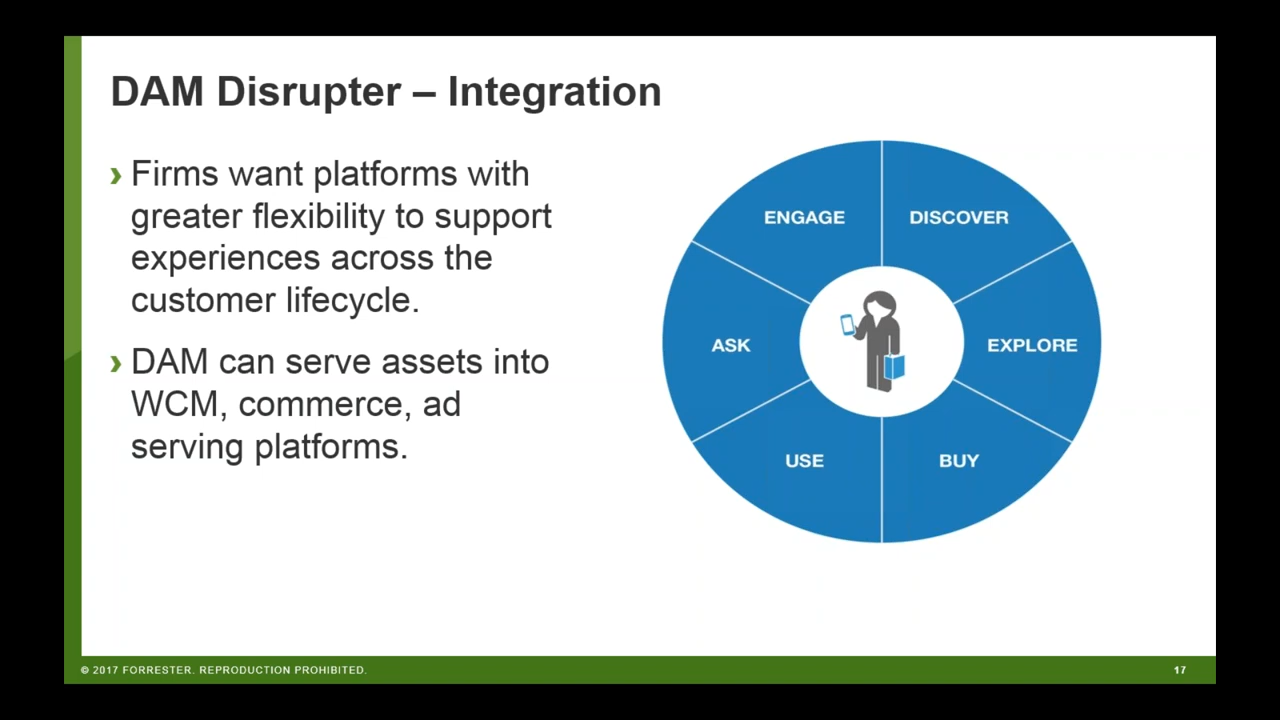 DAM Disrupter – Integration
› Firms want platforms with
greater flexibility to support
experiences across the
customer lifecycle.
› DAM can serve assets into
WCM, commerce, ad
serving platforms.
ENGAGE
DISCOVER
ASK
EXPLORE
USE
BUY
© 2017 FORRESTER. REPRODUCTION PROHIBITED.
17